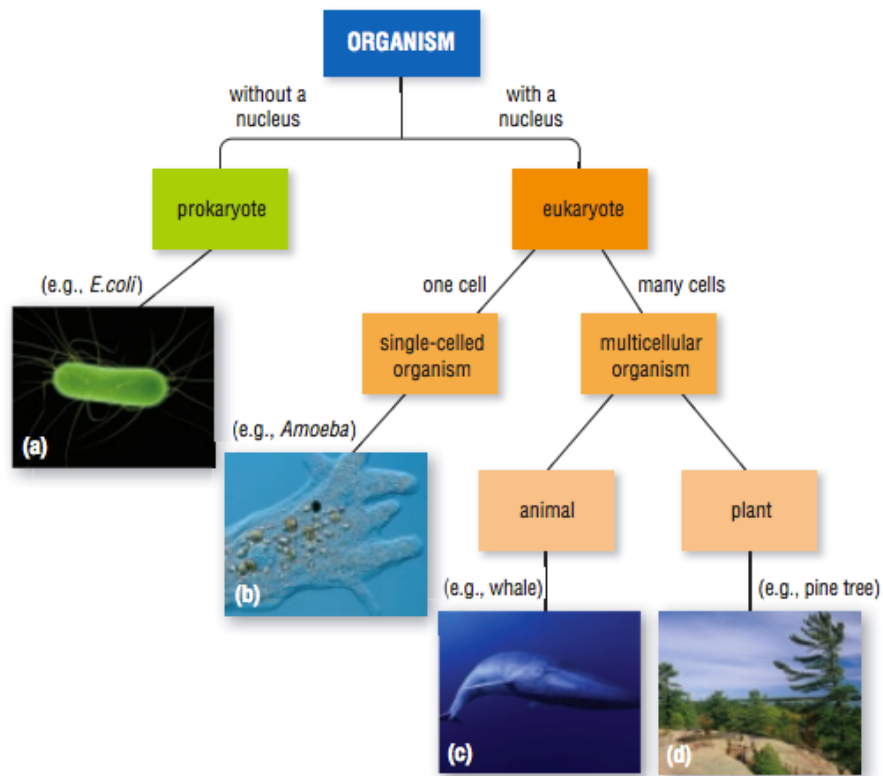 ORGANISM
without a
nucleus
with a
nucleus
prokaryote
eukaryote
(e.g., E.coli)
one cell
many cells
single-celled
organism
multicellular
organism
(a)
(e.g., Amoeba)
(b)
animal
plant
(e.g., whale)
(e.g., pine tree)
(c)
(d)